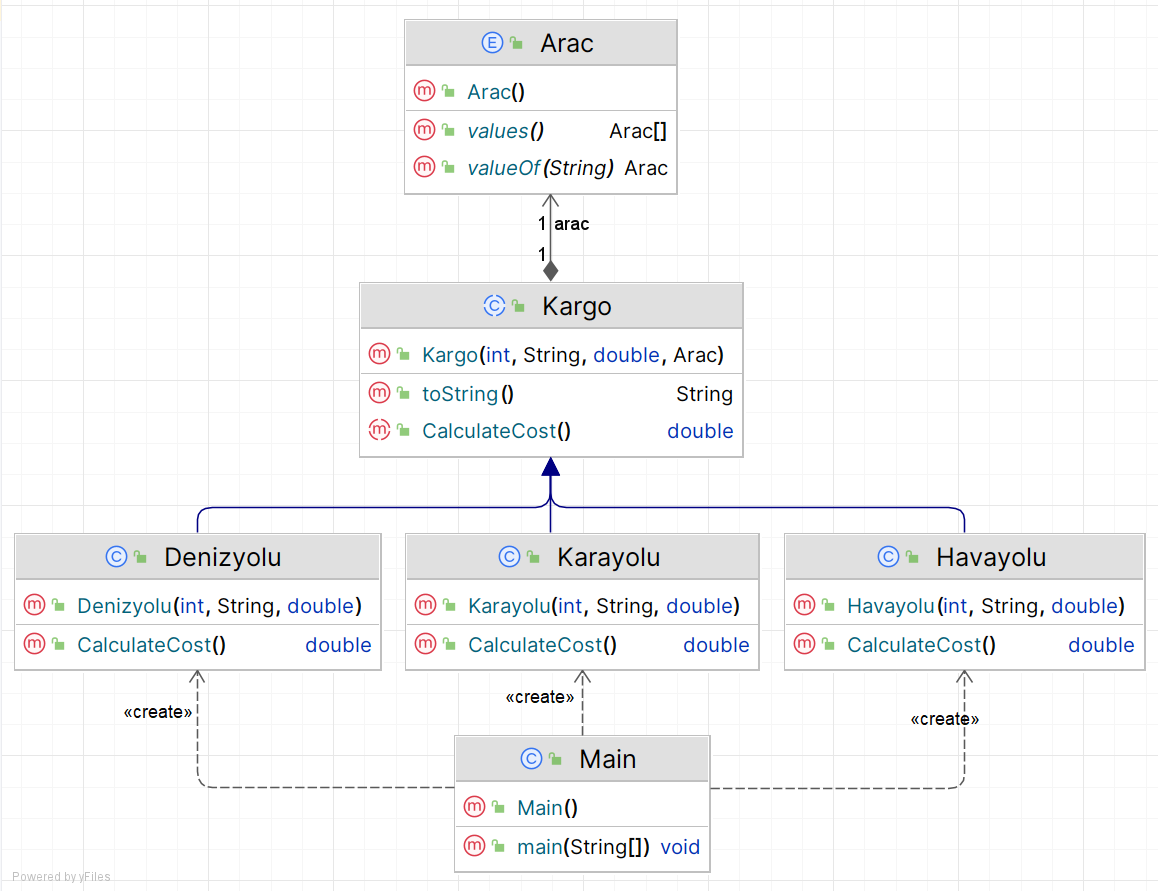 Arac
Arac()
values() Arac[]
valueOf(String) Arac
1 arac
1
Kargo
Kargo(int, String, double, Arac)
toString() String
CalculateCost() double
Denizyolu
Denizyolu(int, String, double)
CalculateCost() double
Karayolu
Karayolu(int, String, double)
CalculateCost() double
Havayolu
Havayolu(int, String, double)
CalculateCost() double
«create»
«create»
«create»
Main
Main()
main(String[]) void
Powered by yFiles